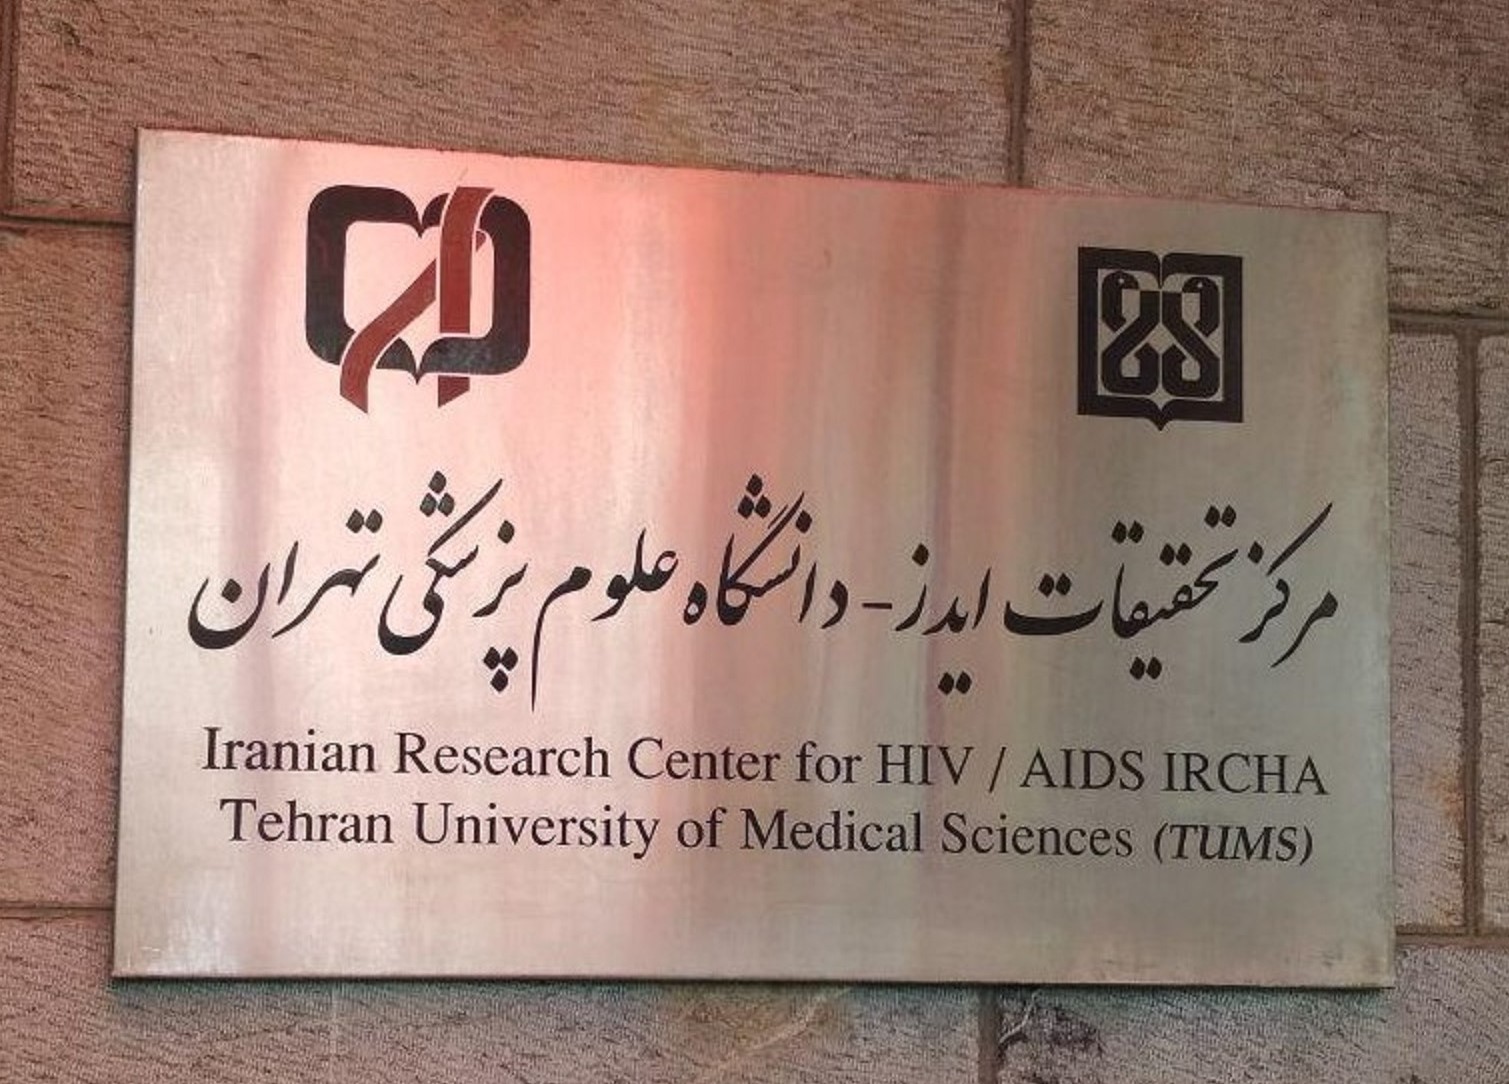 مرکز تحقیقات ایدز - دانشگاه علوم پزشکی تهران
Iranian Research Center for HIV / AIDS IRCHA
Tehran University of Medical Sciences (TUMS)